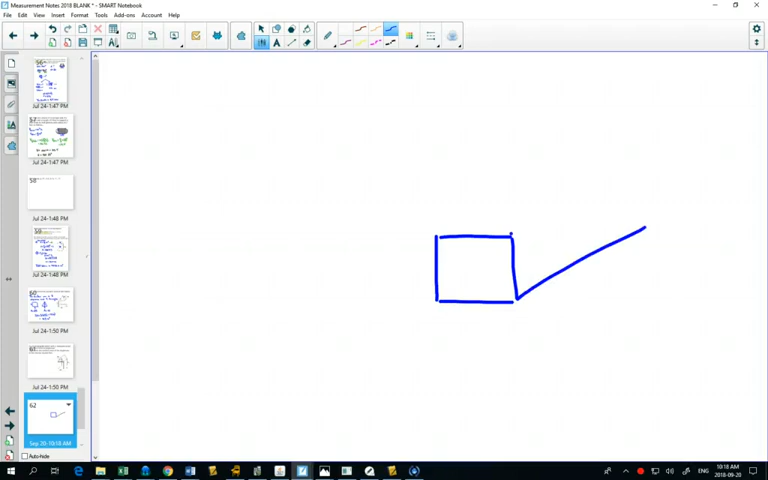 Measurement Notes 2018 BLANK * - SMART Notebook
File Edit View Insert Format Tools Add-ons Account Help
56
Jul 24-1:47 PM
57
Jul 24-1:47 PM
58
Jul 24-1:48 PM
59
Jul 24-1:48 PM
60
Jul 24-1:50 PM
61
Jul 24-1:50 PM
62
Sep 20-10:18 AM
Auto-hide
ENG
10:18 AM
2018-09-20